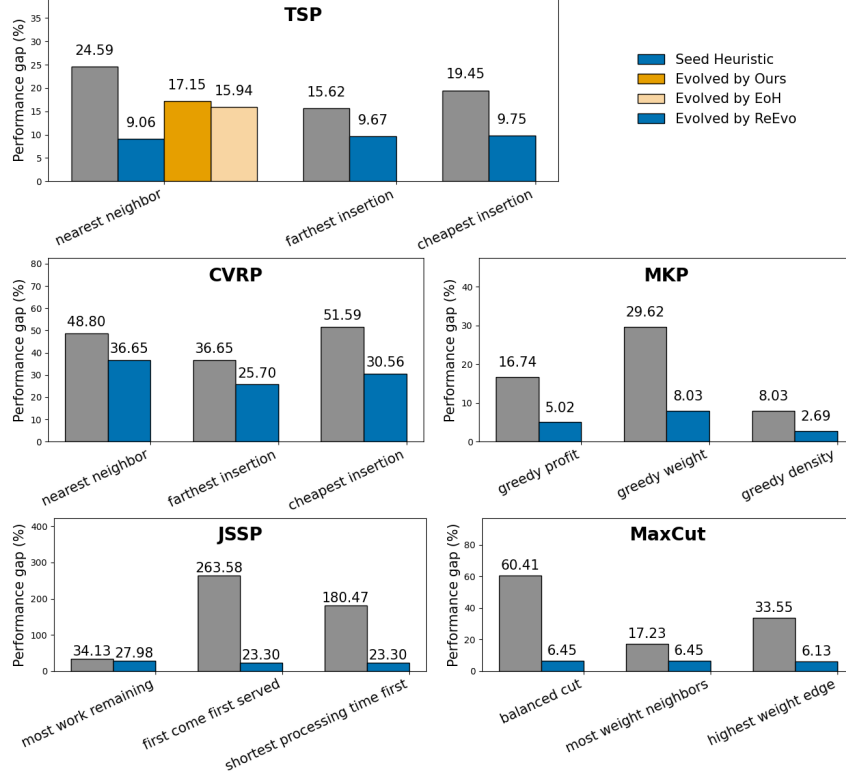 TSP
Performance gap (%)
35
30
25
20
15
10
5
0
24.59
9.06
17.15
15.94
15.62
9.67
19.45
9.75
nearest neighbor
farthest insertion
cheapest insertion
Seed Heuristic
Evolved by Ours
Evolved by EoH
Evolved by ReEvo
CVRP
Performance gap (%)
80
70
60
50
40
30
20
10
0
48.80
36.65
36.65
25.70
51.59
30.56
nearest neighbor
farthest insertion
cheapest insertion
MKP
Performance gap (%)
40
30
20
10
0
16.74
5.02
29.62
8.03
8.03
2.69
greedy profit
greedy weight
greedy density
JSSP
Performance gap (%)
400
300
200
100
0
34.13
27.98
263.58
23.30
180.47
23.30
most work remaining
first come first served
shortest processing time first
MaxCut
Performance gap (%)
80
60
40
20
0
60.41
6.45
17.23
6.45
33.55
6.13
balanced cut
most weight neighbors
highest weight edge